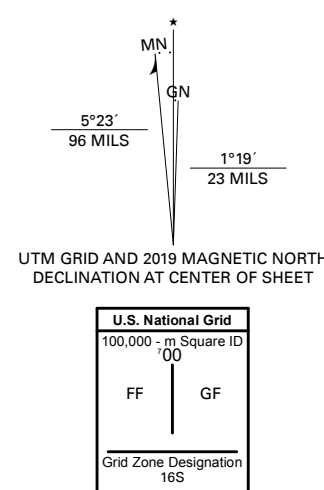 ★
MN
GN
5°23´
96 MILS
1°19´
23 MILS
UTM GRID AND 2019 MAGNETIC NORTH
DECLINATION AT CENTER OF SHEET
U.S. National Grid
100,000 - m Square ID
⁷00
FF GF
Grid Zone Designation
16S